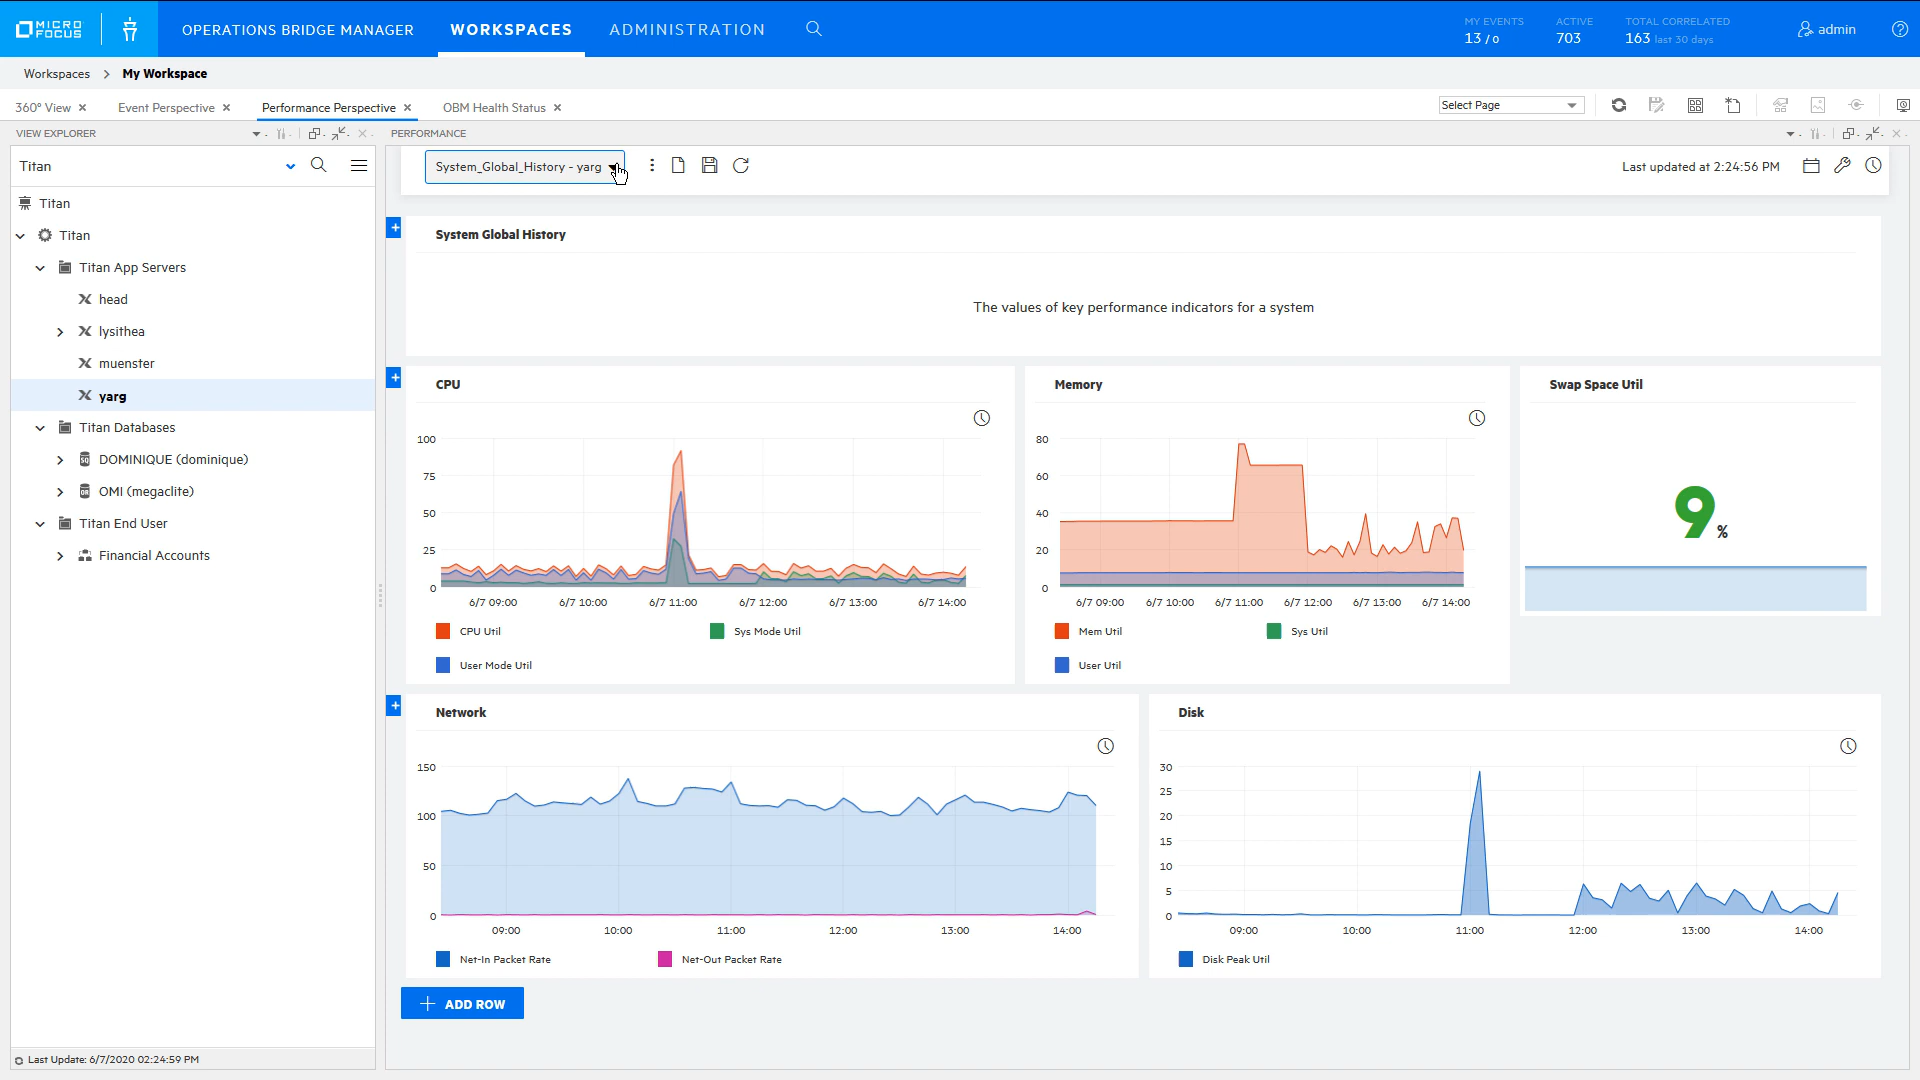 MICRO FOCUS
OPERATIONS BRIDGE MANAGER
WORKSPACES
ADMINISTRATION
MY EVENTS
13 / 0
ACTIVE
703
TOTAL CORRELATED
163 last 30 days
admin
Workspaces > My Workspace
360° View
Event Perspective
Performance Perspective
OBM Health Status
Select Page
VIEW EXPLORER
PERFORMANCE
Titan
Titan
Titan
Titan App Servers
head
lysithea
muenster
yarg
Titan Databases
DOMINIQUE (dominique)
OMI (megaclite)
Titan End User
Financial Accounts
Last Update: 6/7/2020 02:24:59 PM
System_Global_History - yarg
Last updated at 2:24:56 PM
System Global History
The values of key performance indicators for a system
CPU
100
75
50
25
0
6/7 09:00 6/7 10:00 6/7 11:00 6/7 12:00 6/7 13:00 6/7 14:00
CPU Util
Sys Mode Util
User Mode Util
Memory
80
60
40
20
0
6/7 09:00 6/7 10:00 6/7 11:00 6/7 12:00 6/7 13:00 6/7 14:00
Mem Util
Sys Util
User Util
Swap Space Util
9%
Network
150
100
50
0
09:00 10:00 11:00 12:00 13:00 14:00
Net-In Packet Rate
Net-Out Packet Rate
Disk
30
25
20
15
10
5
0
09:00 10:00 11:00 12:00 13:00 14:00
Disk Peak Util
+ ADD ROW